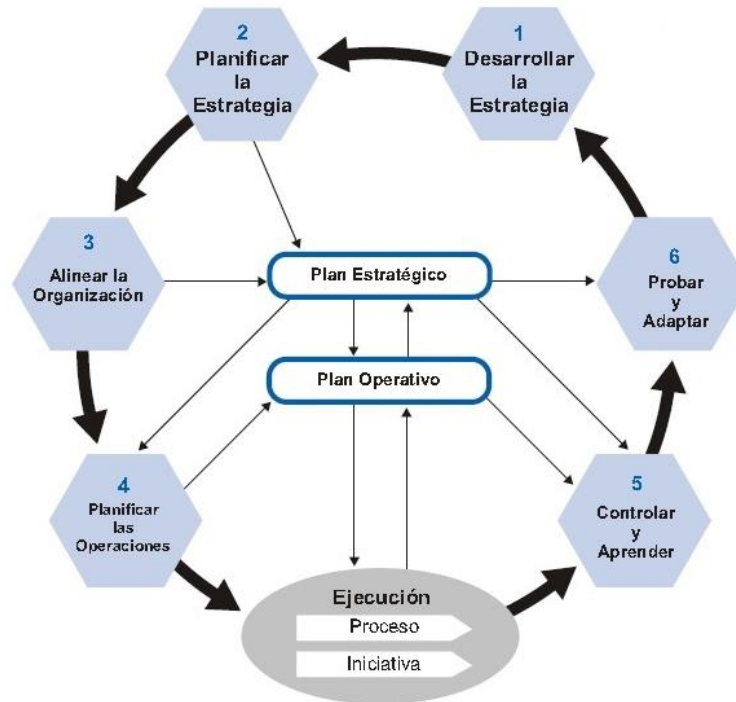 1
Desarrollar
la
Estrategia
2
Planificar
la
Estrategia
3
Alinear la
Organización
Plan Estratégico
6
Probar
y
Adaptar
Plan Operativo
4
Planificar
las
Operaciones
5
Controlar
y
Aprender
Ejecución
Proceso
Iniciativa